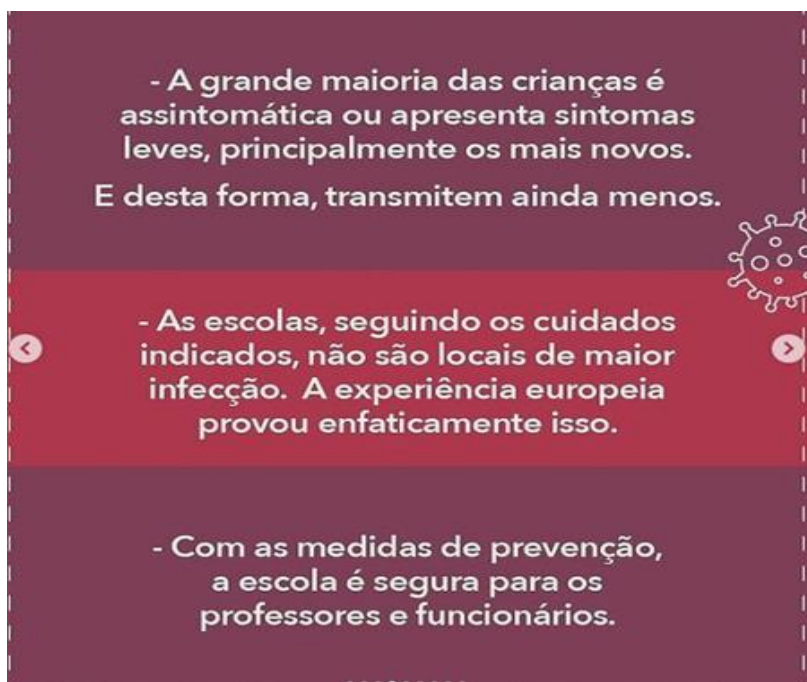 - A grande maioria das crianças é
assintomática ou apresenta sintomas
leves, principalmente os mais novos.
E desta forma, transmitem ainda menos.
- As escolas, seguindo os cuidados
indicados, não são locais de maior
infecção. A experiência europeia
provou enfaticamente isso.
- Com as medidas de prevenção,
a escola é segura para os
professores e funcionários.